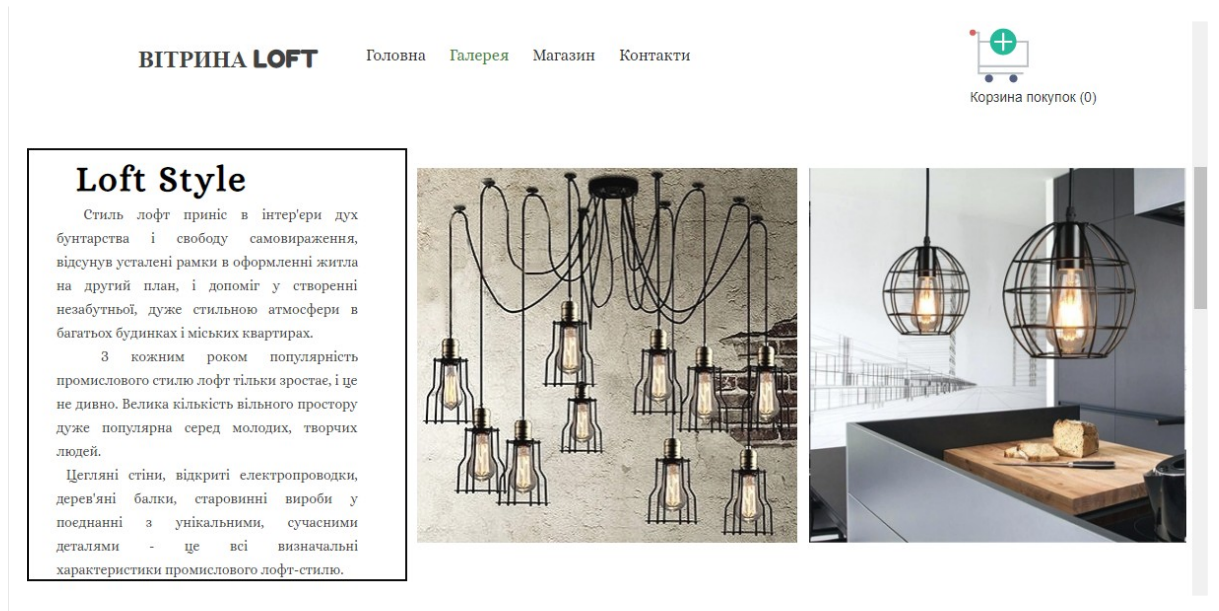 ВІТРИНА LOFT
Головна Галерея Магазин Контакти
Корзина покупок (0)
Loft Style
Стиль лофт приніс в інтер'єри дух
бунтарства і свободу самовираження,
відсунув усталені рамки в оформленні житла
на другий план, і допоміг у створенні
незабутньої, дуже стильною атмосфери в
багатьох будинках і міських квартирах.
З кожним роком популярність
промислового стилю лофт тільки зростає, і це
не дивно. Велика кількість вільного простору
дуже популярна серед молодих, творчих
людей.
Цегляні стіни, відкриті електропроводки,
дерев'яні балки, старовинні вироби у
поєднанні з унікальними, сучасними
деталями - це всі визначальні
характеристики промислового лофт-стилю.